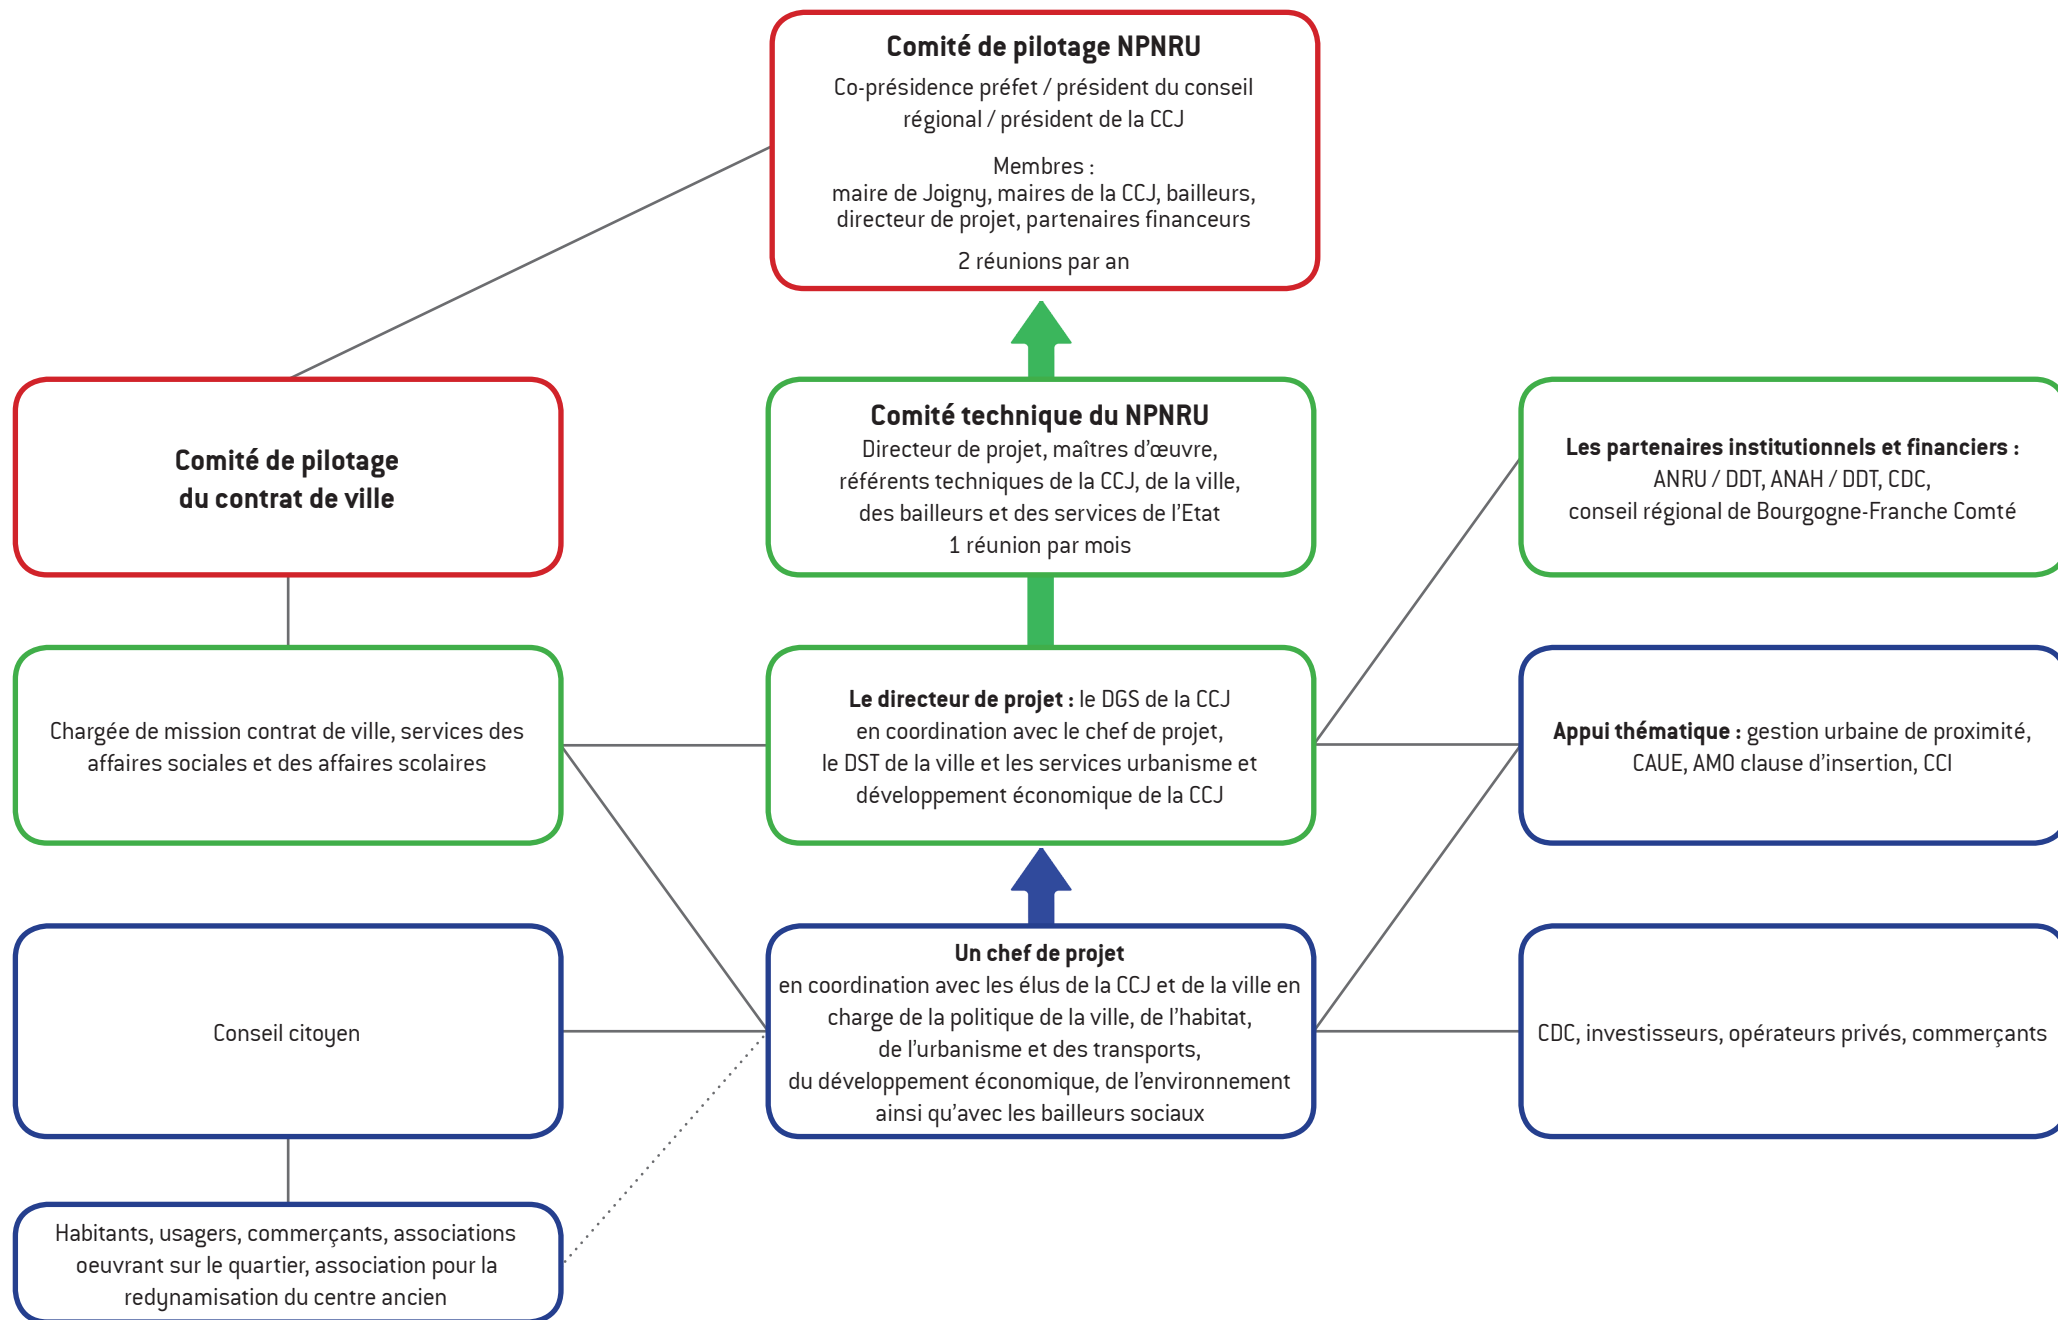 Comité de pilotage NPNRU
Co-présidence préfet / président du conseil
régional / président de la CCJ
Membres :
maire de Joigny, maires de la CCJ, bailleurs,
directeur de projet, partenaires financeurs
2 réunions par an
Comité de pilotage
du contrat de ville
Comité technique du NPNRU
Directeur de projet, maîtres d'œuvre,
référents techniques de la CCJ, de la ville,
des bailleurs et des services de l'Etat
1 réunion par mois
Les partenaires institutionnels et financiers :
ANRU / DDT, ANAH / DDT, CDC,
conseil régional de Bourgogne-Franche Comté
Chargée de mission contrat de ville, services des
affaires sociales et des affaires scolaires
Le directeur de projet : le DGS de la CCJ
en coordination avec le chef de projet,
le DST de la ville et les services urbanisme et
développement économique de la CCJ
Appui thématique : gestion urbaine de proximité,
CAUE, AMO clause d'insertion, CCI
Conseil citoyen
Un chef de projet
en coordination avec les élus de la CCJ et de la ville en
charge de la politique de la ville, de l'habitat,
de l'urbanisme et des transports,
du développement économique, de l'environnement
ainsi qu'avec les bailleurs sociaux
CDC, investisseurs, opérateurs privés, commerçants
Habitants, usagers, commerçants, associations
oeuvrant sur le quartier, association pour la
redynamisation du centre ancien